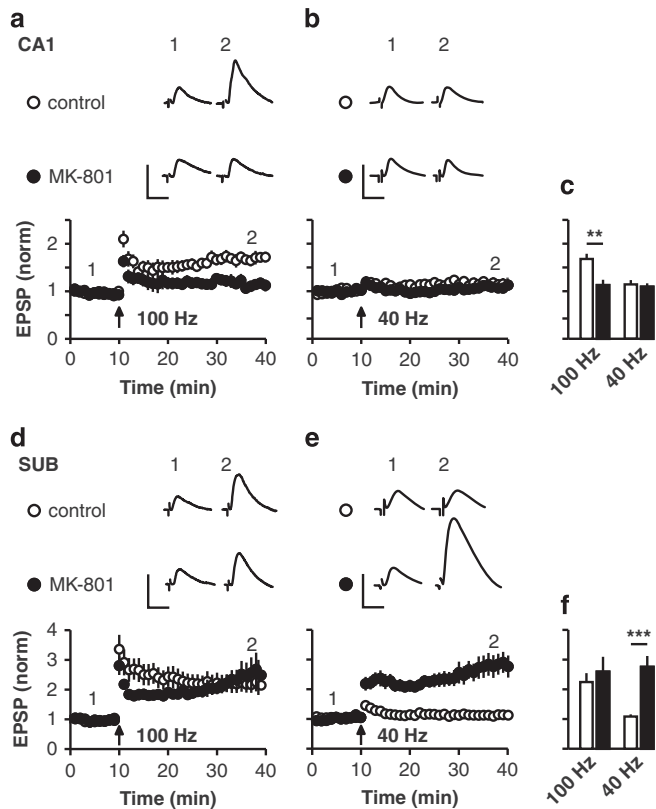 a
CA1
1 2
control
MK-801
EPSP (norm)
2
1
0
1
2
100 Hz
0 10 20 30 40
Time (min)
b
1 2
1
2
40 Hz
0 10 20 30 40
Time (min)
c
**
100 Hz
40 Hz
d
SUB
1 2
control
MK-801
EPSP (norm)
4
3
2
1
0
1
2
100 Hz
0 10 20 30 40
Time (min)
e
1 2
1
2
40 Hz
0 10 20 30 40
Time (min)
f
***
100 Hz
40 Hz